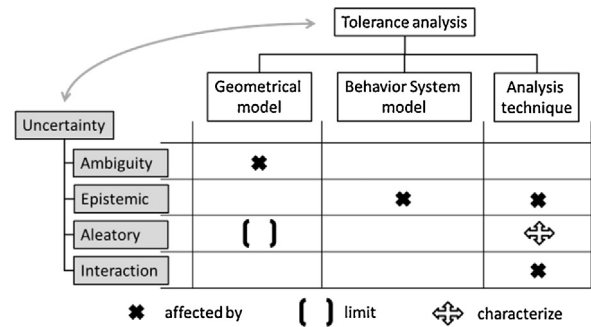 Tolerance analysis
Geometrical
model
Behavior System
model
Analysis
technique
Uncertainty
Ambiguity
Epistemic
Aleatory
Interaction
affected by
limit
characterize